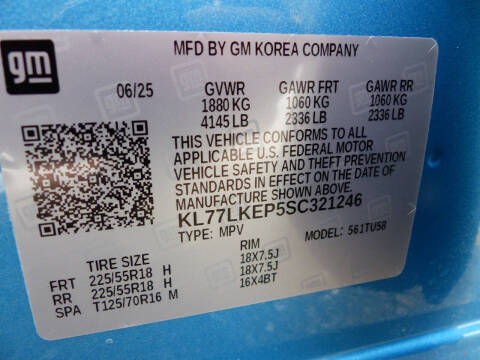 gm
MFD BY GM KOREA COMPANY
06/25 GVWR GAWR FRT GAWR RR
1880 KG 1060 KG 1060 KG
4145 LB 2336 LB 2336 LB
THIS VEHICLE CONFORMS TO ALL
APPLICABLE U.S. FEDERAL MOTOR
VEHICLE SAFETY AND THEFT PREVENTION
STANDARDS IN EFFECT ON THE DATE OF
MANUFACTURE SHOWN ABOVE.
KL77LKEP5SC321246
TYPE: MPV MODEL: 561TU58
TIRE SIZE RIM
FRT 225/55R18 H 18X7.5J
RR 225/55R18 H 18X7.5J
SPA T125/70R16 M 16X4BT